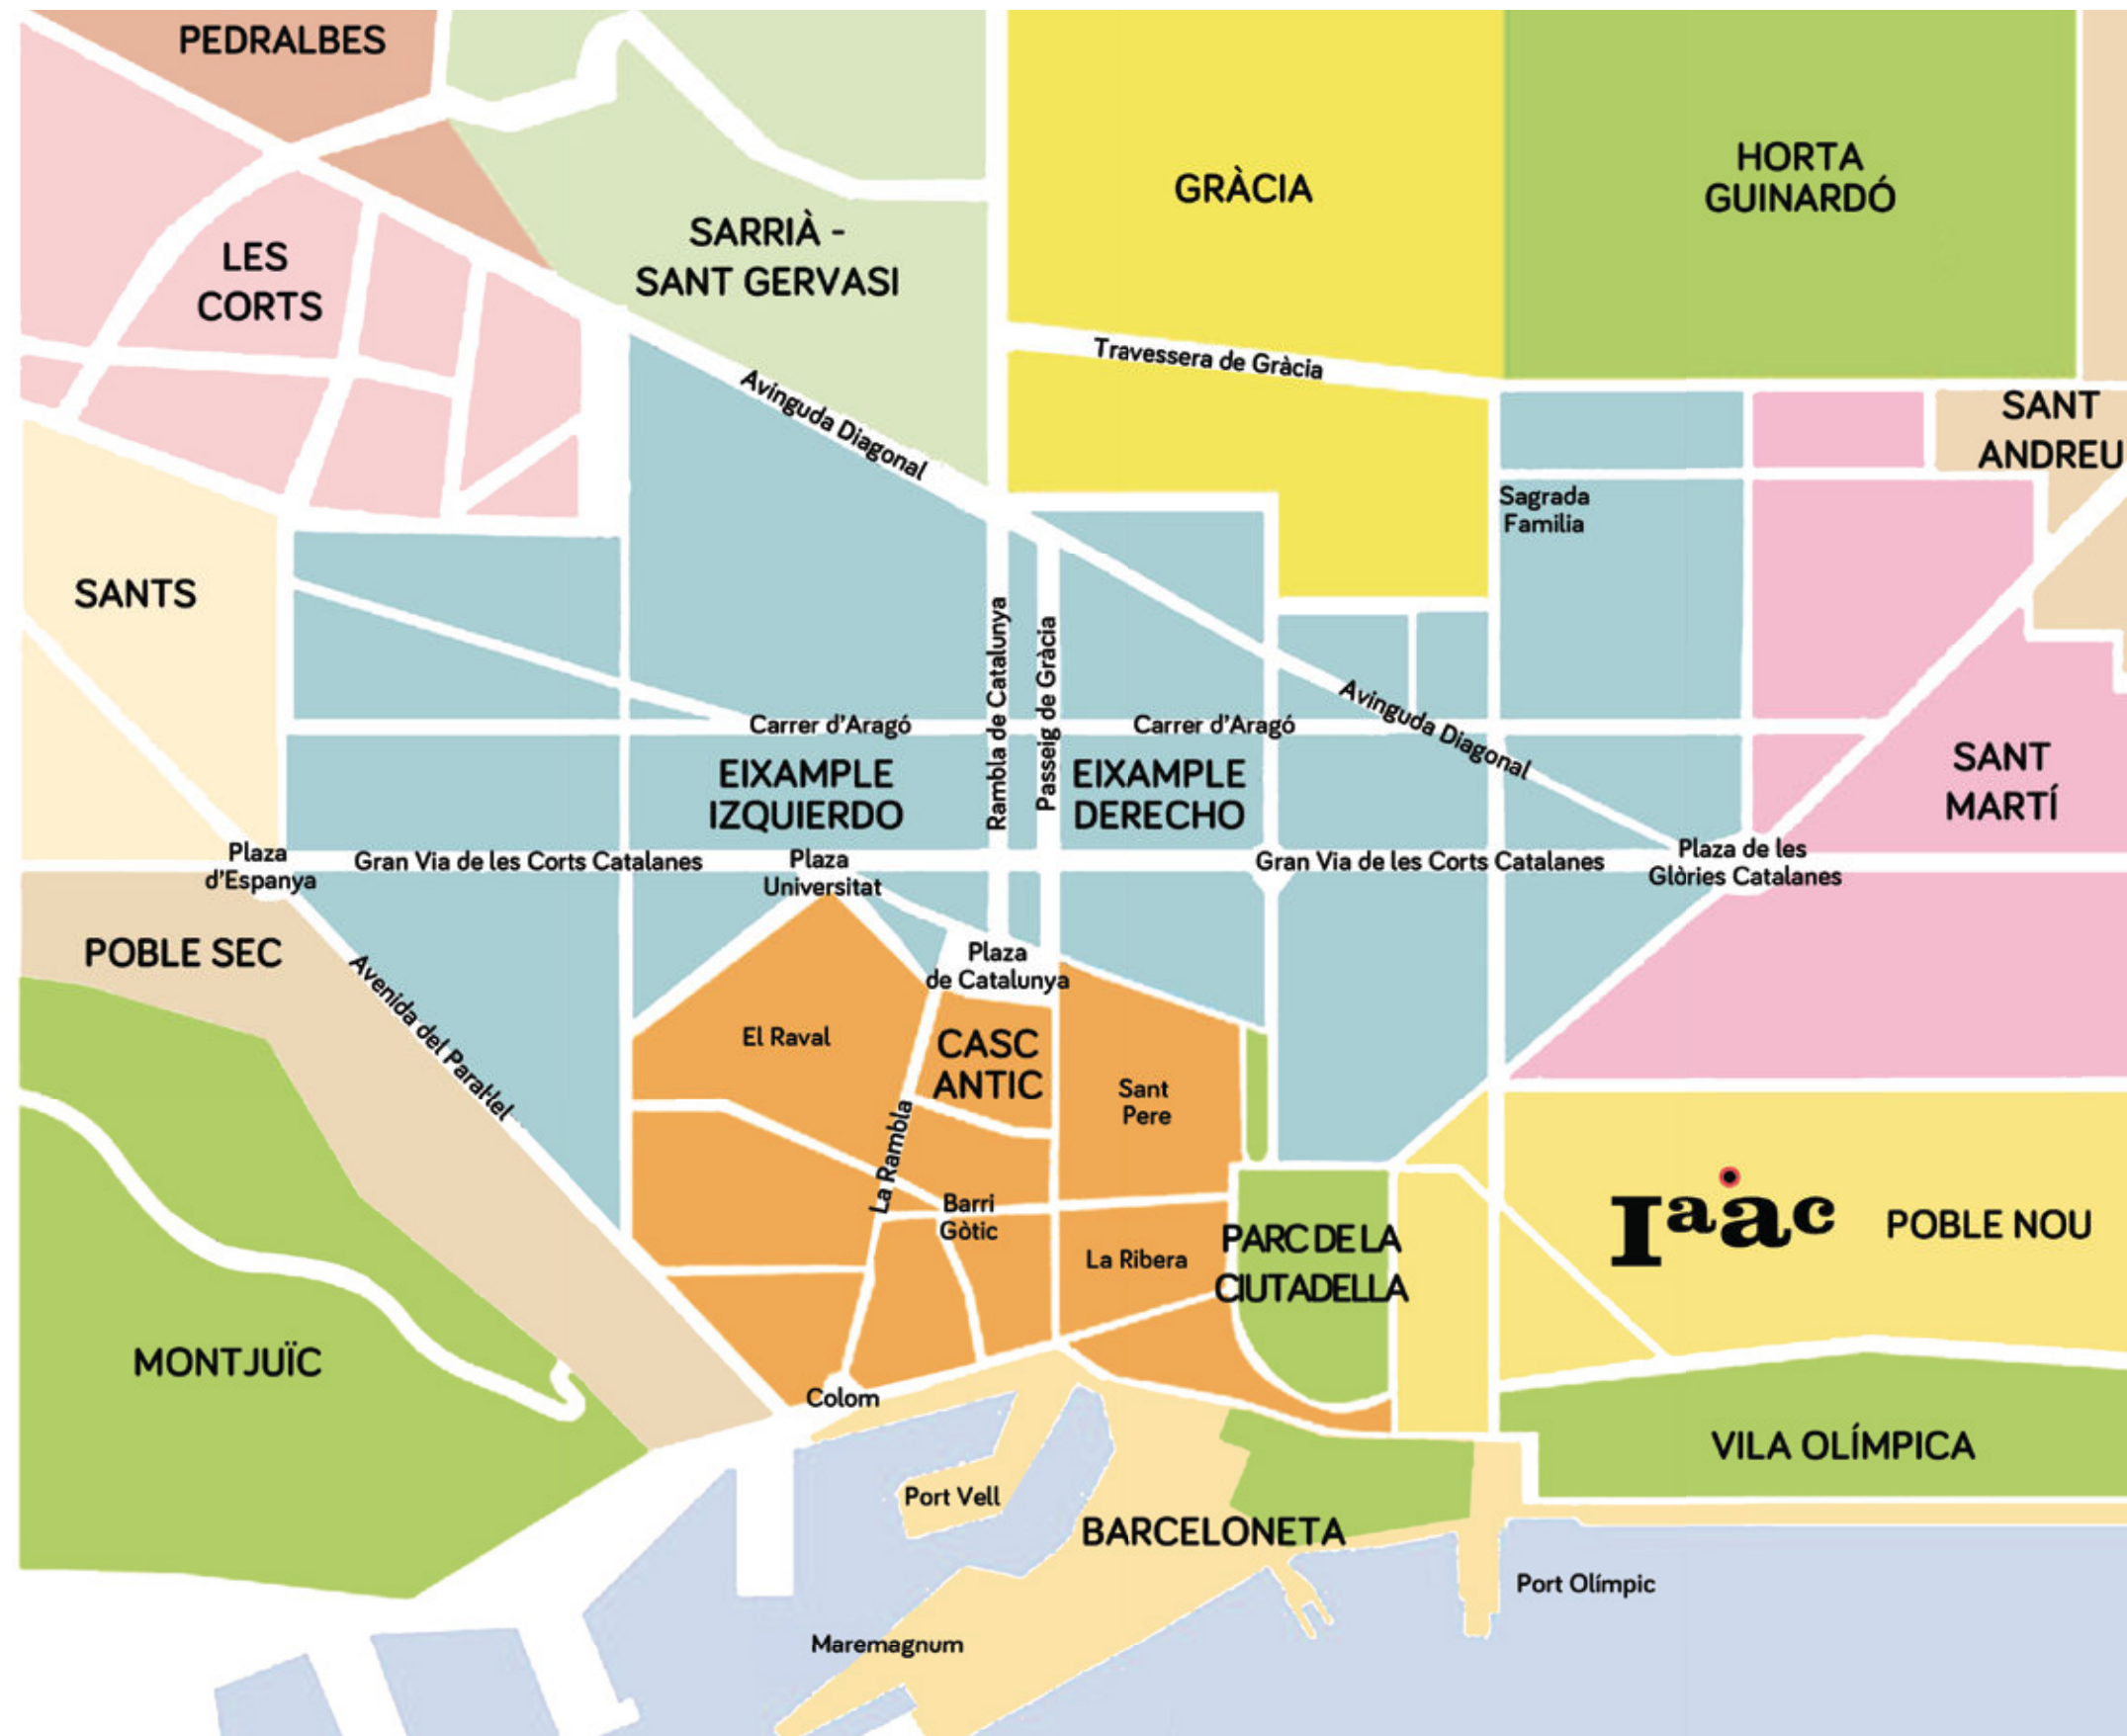 PEDRALBES
HORTA
GUINARDÓ
GRÀCIA
SARRIÀ -
SANT GERVASI
LES
CORTS
Travessera de Gràcia
Avinguda Diagonal
SANT
ANDREU
Sagrada
Familia
SANTS
Rambla de Catalunya
Passeig de Gràcia
Avinguda Diagonal
Carrer d'Aragó
Carrer d'Aragó
EIXAMPLE
IZQUIERDO
EIXAMPLE
DERECHO
SANT
MARTÍ
Plaza
d'Espanya
Gran Via de les Corts Catalanes
Plaza
Universitat
Gran Via de les Corts Catalanes
Plaza de les
Glòries Catalanes
POBLE SEC
Avenida del Paral·lel
Plaza
de Catalunya
El Raval
CASC
ANTIC
Sant
Pere
La Rambla
Barri
Gòtic
La Ribera
PARC DE LA
CIUTADELLA
Iaac
POBLE NOU
MONTJUÏC
Colom
VILA OLÍMPICA
Port Vell
BARCELONETA
Port Olímpic
Maremagnum